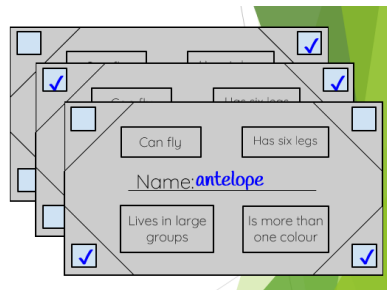 Can fly
Has six legs
Name: antelope
Lives in large
groups
Is more than
one colour